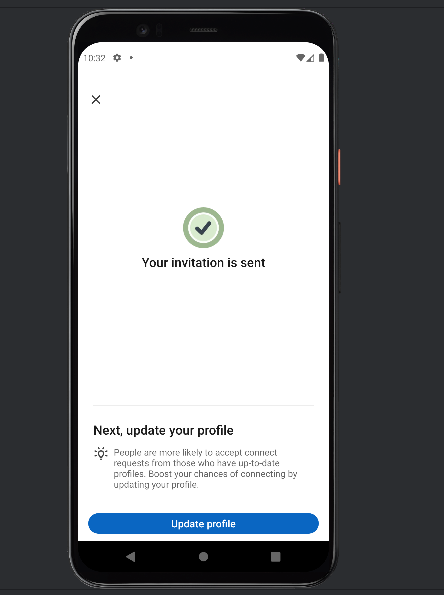 10:32
Your invitation is sent
Next, update your profile
People are more likely to accept connect
requests from those who have up-to-date
profiles. Boost your chances of connecting by
updating your profile.
Update profile